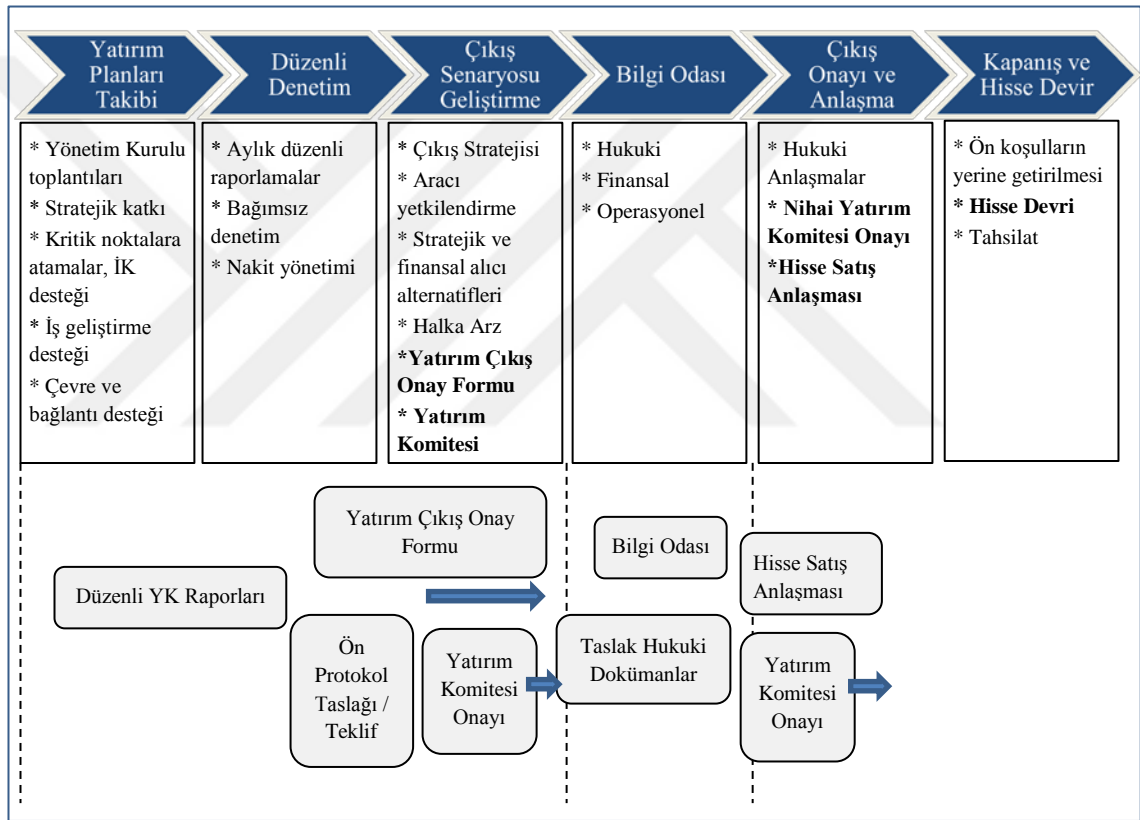 Yatırım
Planları
Takibi
Düzenli
Denetim
Çıkış
Senaryosu
Geliştirme
Bilgi Odası
Çıkış
Onayı ve
Anlaşma
Kapanış ve
Hisse Devir
* Yönetim Kurulu
toplantıları
* Stratejik katkı
* Kritik noktalara
atamalar, İK
desteği
* İş geliştirme
desteği
* Çevre ve
bağlantı desteği
* Aylık düzenli
raporlamalar
* Bağımsız
denetim
* Nakit yönetimi
* Çıkış Stratejisi
* Aracı
yetkilendirme
* Stratejik ve
finansal alıcı
alternatifleri
* Halka Arz
*Yatırım Çıkış
Onay Formu
* Yatırım
Komitesi
* Hukuki
* Finansal
* Operasyonel
* Hukuki
Anlaşmalar
* Nihai Yatırım
Komitesi Onayı
*Hisse Satış
Anlaşması
* Ön koşulların
yerine getirilmesi
* Hisse Devri
* Tahsilat
Yatırım Çıkış Onay
Formu
Bilgi Odası
Hisse Satış
Anlaşması
Düzenli YK Raporları
Ön
Protokol
Taslağı /
Teklif
Yatırım
Komitesi
Onayı
Taslak Hukuki
Dokümanlar
Yatırım
Komitesi
Onayı